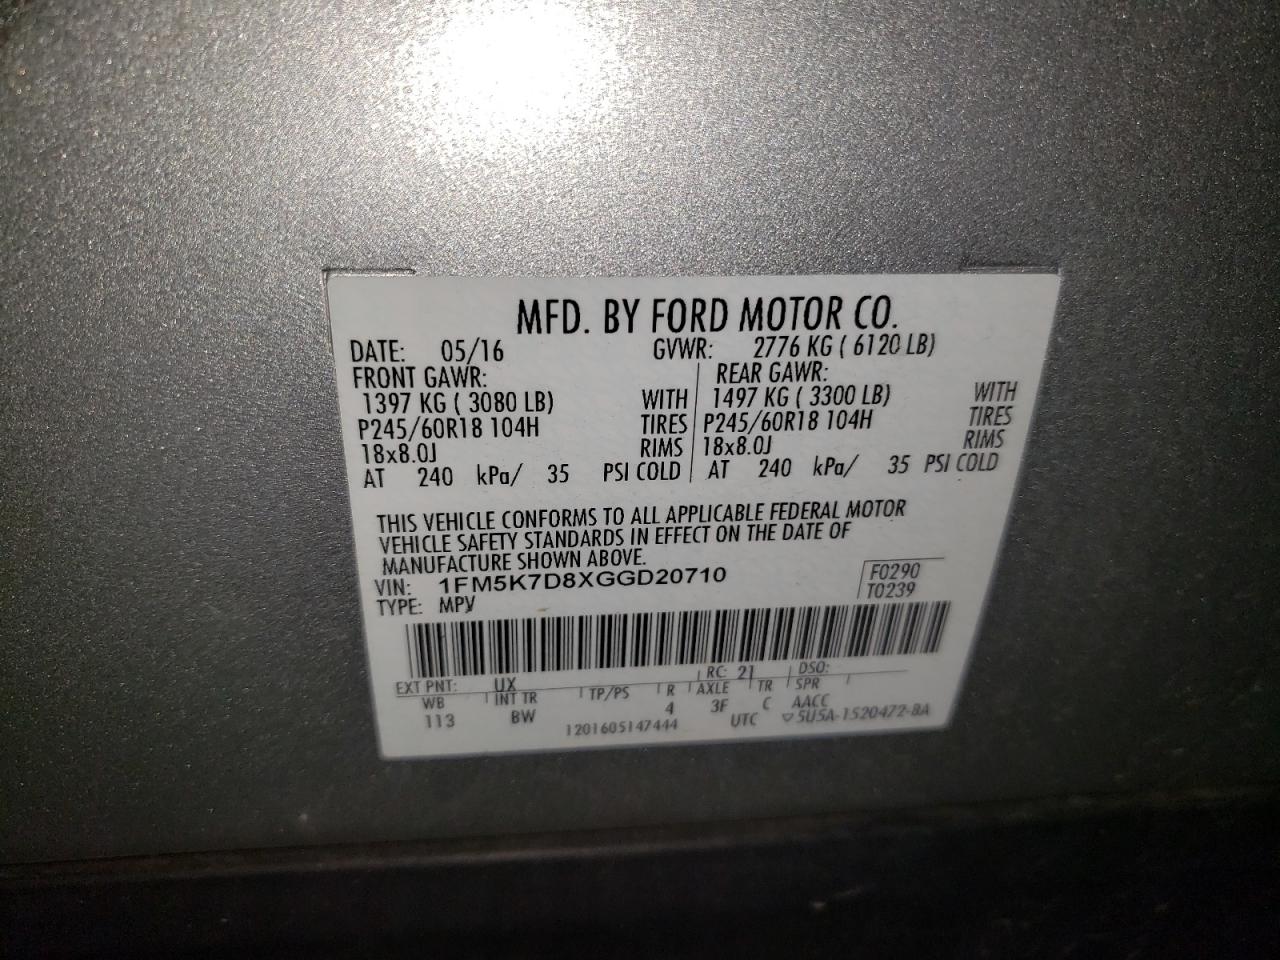 MFD. BY FORD MOTOR CO.
DATE: 05/16 GVWR: 2776 KG ( 6120 LB)
FRONT GAWR: REAR GAWR:
1397 KG ( 3080 LB) WITH 1497 KG ( 3300 LB) WITH
P245/60R18 104H TIRES P245/60R18 104H TIRES
18x8.0J RIMS 18x8.0J RIMS
AT 240 kPa/ 35 PSI COLD AT 240 kPa/ 35 PSI COLD
THIS VEHICLE CONFORMS TO ALL APPLICABLE FEDERAL MOTOR
VEHICLE SAFETY STANDARDS IN EFFECT ON THE DATE OF
MANUFACTURE SHOWN ABOVE.
VIN: 1FM5K7D8XGGD20710 F0290
TYPE: MPV T0239
EXT PNT: UX RC: 21 DSO:
WB INT TR TP/PS R AXLE TR SPR
113 BW 4 3F C AACC
1201605147444 UTC ▽5U5A-1520472-BA